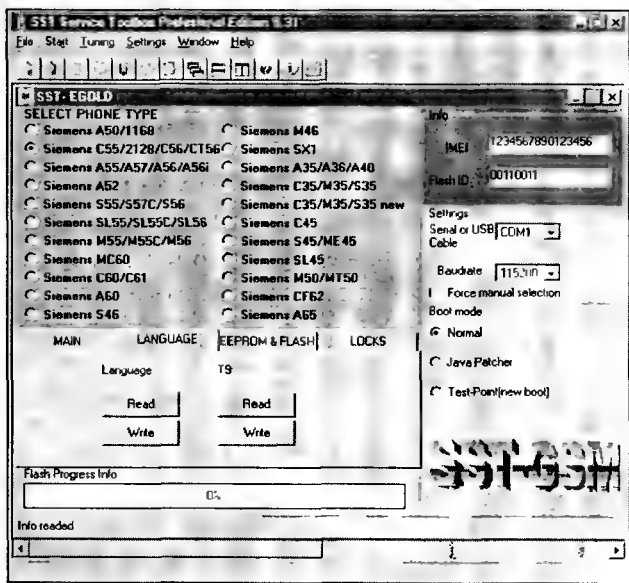 SST Service Toolbox Professional Edition 1.31
File Start Tuning Settings Window Help
SST- EGOLD
SELECT PHONE TYPE
Siemens A50/1168
Siemens C55/2128/C56/CT56
Siemens A55/A57/A56/A56i
Siemens A52
Siemens S55/S57C/S56
Siemens SL55/SL55C/SL56
Siemens M55/M55C/M56
Siemens MC60
Siemens C60/C61
Siemens A60
Siemens S46
Siemens M46
Siemens SX1
Siemens A35/A36/A40
Siemens C35/M35/S35
Siemens C35/M35/S35 new
Siemens C45
Siemens S45/ME45
Siemens SL45
Siemens M50/MT50
Siemens CF62
Siemens A65
MAIN LANGUAGE EEPROM & FLASH LOCKS
Language T9
Read Read
Write Write
Flash Progress Info
0%
Info readed
Info
IMEI 1234567890123456
Flash ID: 00110011
Settings
Serial or USB COM1
Cable
Baudrate
Force manual selection
Boot mode
Normal
Java Patcher
Test-Point(new boot)
SST-GSM